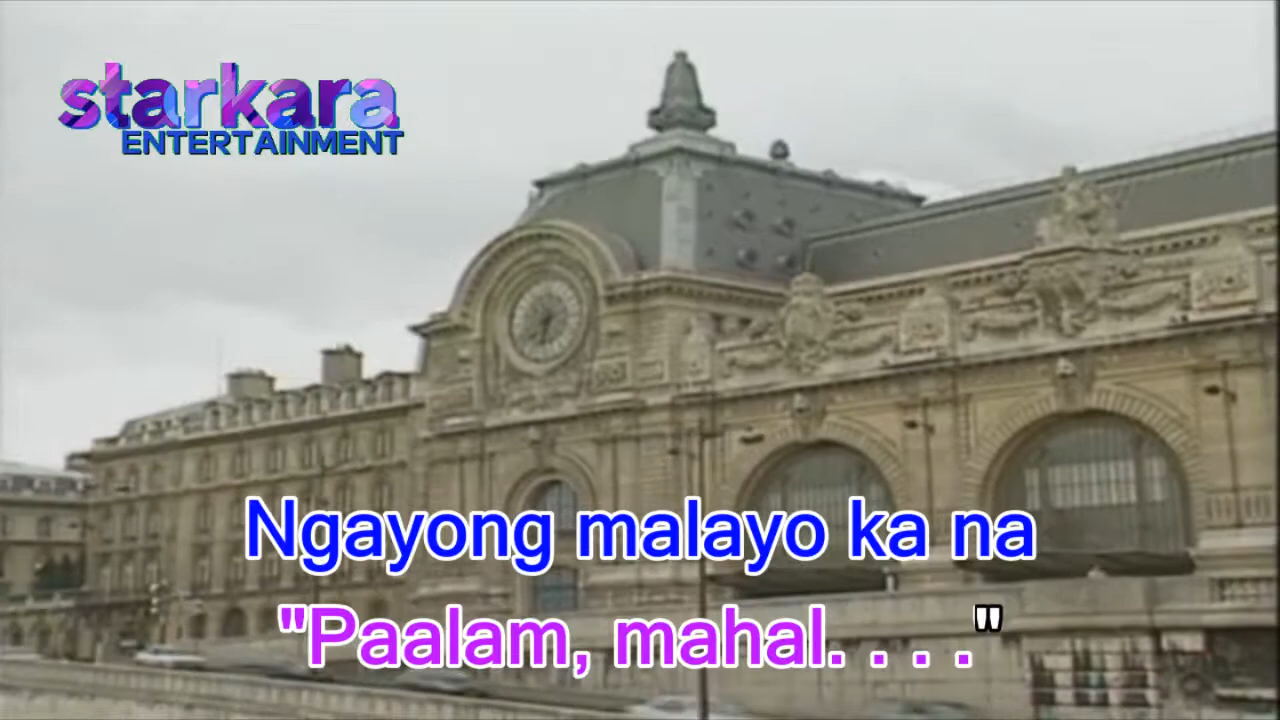 starkara
ENTERTAINMENT
Ngayong malayo ka na
"Paalam, mahal. . . ."